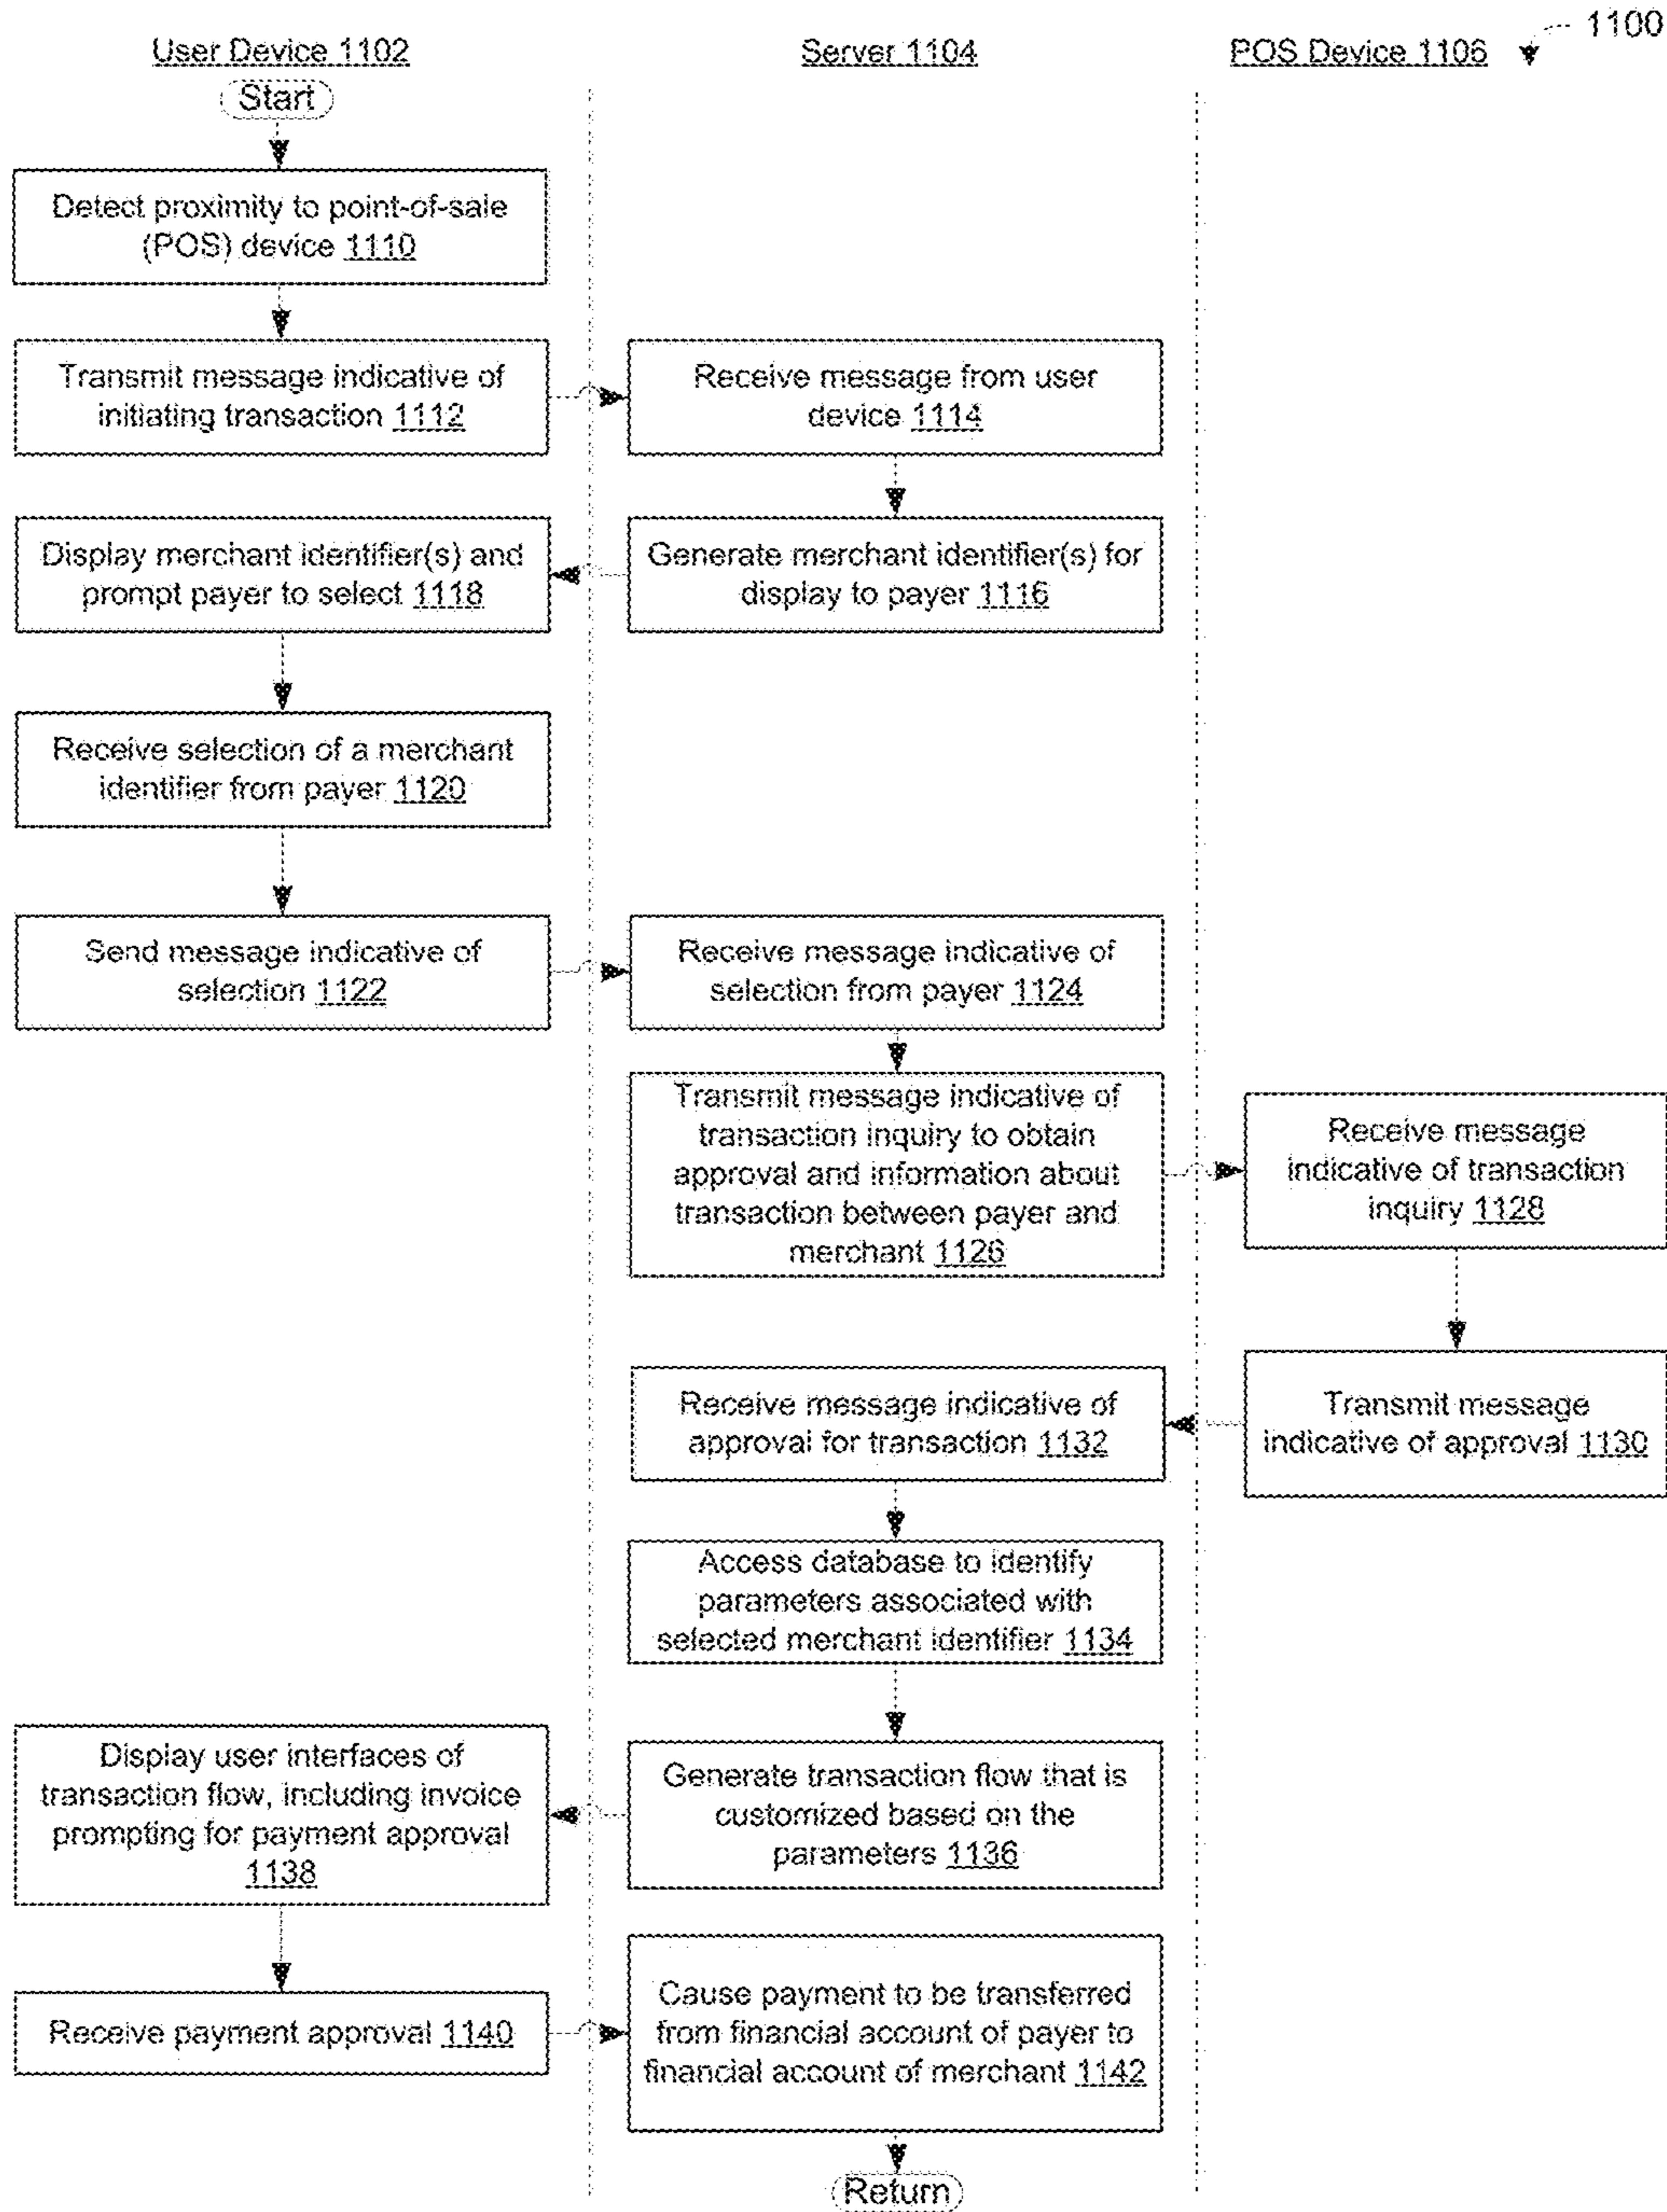 1100
User Device 1102
Server 1104
POS Device 1106
Start
Detect proximity to point-of-sale
(POS) device 1110
Transmit message indicative of
initiating transaction 1112
Receive message from user
device 1114
Display merchant identifier(s) and
prompt payer to select 1118
Generate merchant identifier(s) for
display to payer 1116
Receive selection of a merchant
identifier from payer 1120
Send message indicative of
selection 1122
Receive message indicative of
selection from payer 1124
Transmit message indicative of
transaction inquiry to obtain
approval and information about
transaction between payer and
merchant 1126
Receive message
indicative of transaction
inquiry 1128
Receive message indicative of
approval for transaction 1132
Transmit message
indicative of approval 1130
Access database to identify
parameters associated with
selected merchant identifier 1134
Display user interfaces of
transaction flow, including invoice
prompting for payment approval
1138
Generate transaction flow that is
customized based on the
parameters 1136
Receive payment approval 1140
Cause payment to be transferred
from financial account of payer to
financial account of merchant 1142
Return